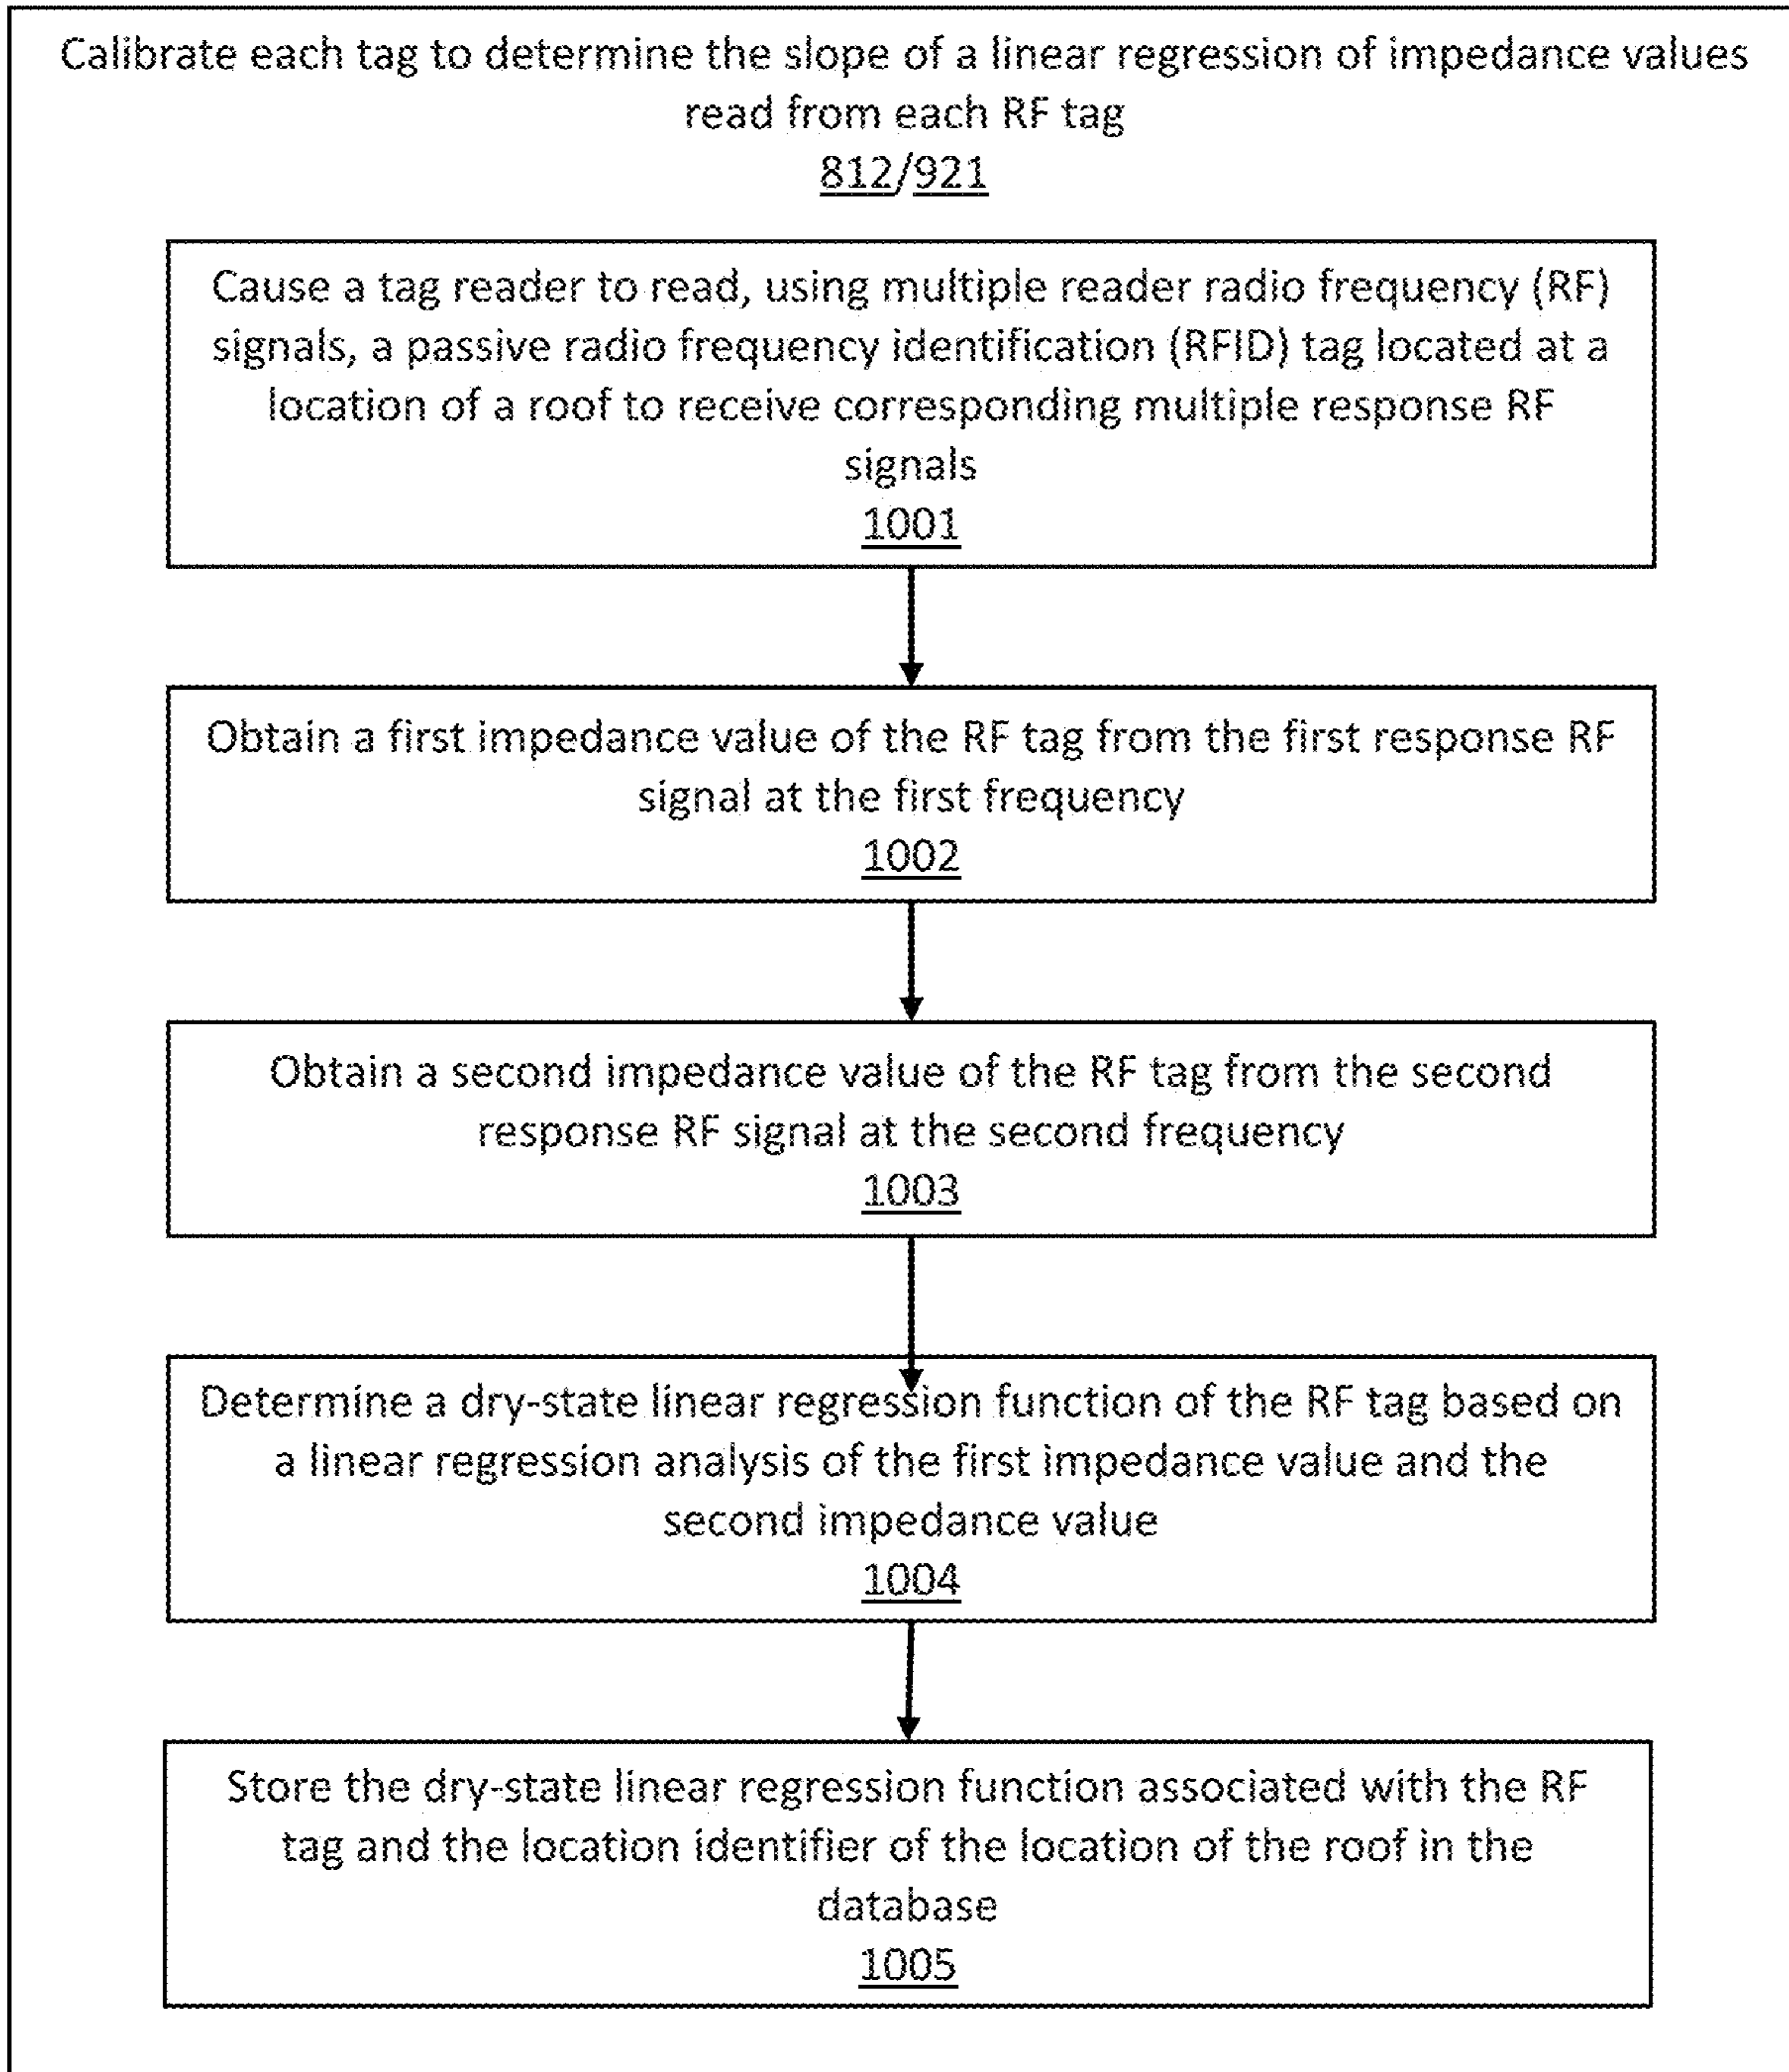 Calibrate each tag to determine the slope of a linear regression of impedance values
read from each RF tag
812/921
Cause a tag reader to read, using multiple reader radio frequency (RF)
signals, a passive radio frequency identification (RFID) tag located at a
location of a roof to receive corresponding multiple response RF
signals
1001
Obtain a first impedance value of the RF tag from the first response RF
signal at the first frequency
1002
Obtain a second impedance value of the RF tag from the second
response RF signal at the second frequency
1003
Determine a dry-state linear regression function of the RF tag based on
a linear regression analysis of the first impedance value and the
second impedance value
1004
Store the dry-state linear regression function associated with the RF
tag and the location identifier of the location of the roof in the
database
1005